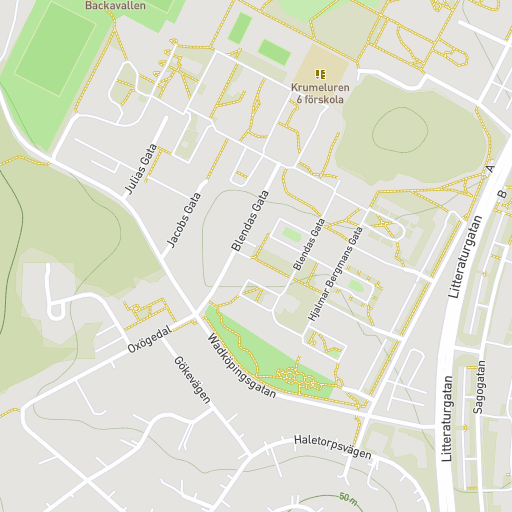 Backavallen
Krumeluren
6 förskola
Julias Gata
Jacobs Gata
Blendas Gata
Blendas Gata
Hjalmar Bergmans Gata
A
B
Litteraturgatan
Litteraturgatan
Sagogatan
Oxögedal
Gökevägen
Wadköpingsgatan
Haletorpsvägen
50 m